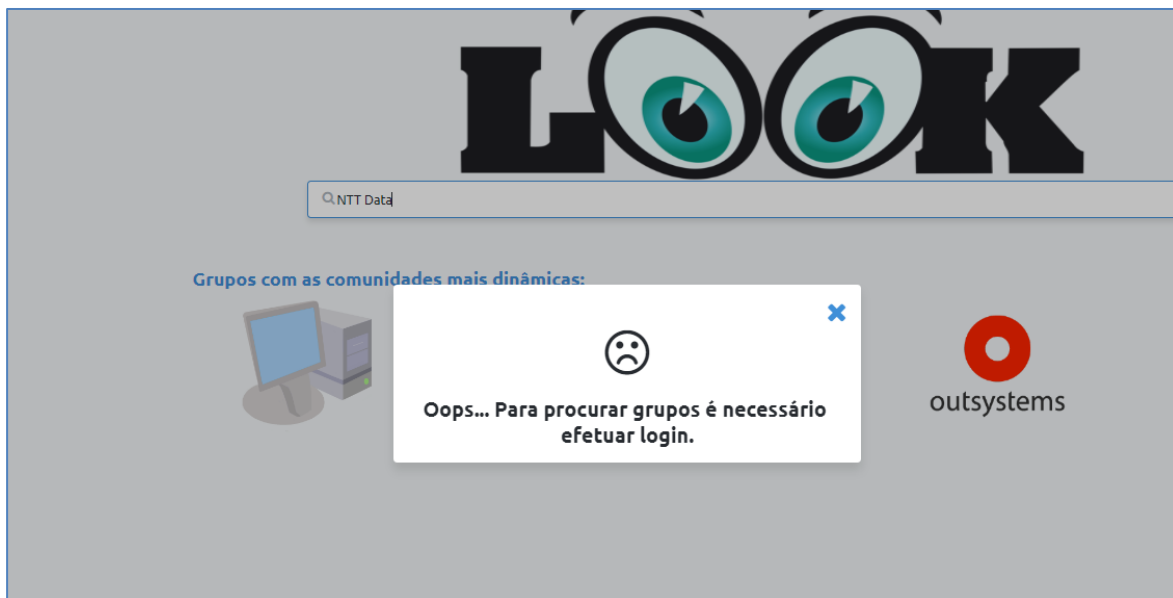 LOOK
NTT Data
Grupos com as comunidades mais dinâmicas:
Oops... Para procurar grupos é necessário
efetuar login.
outsystems